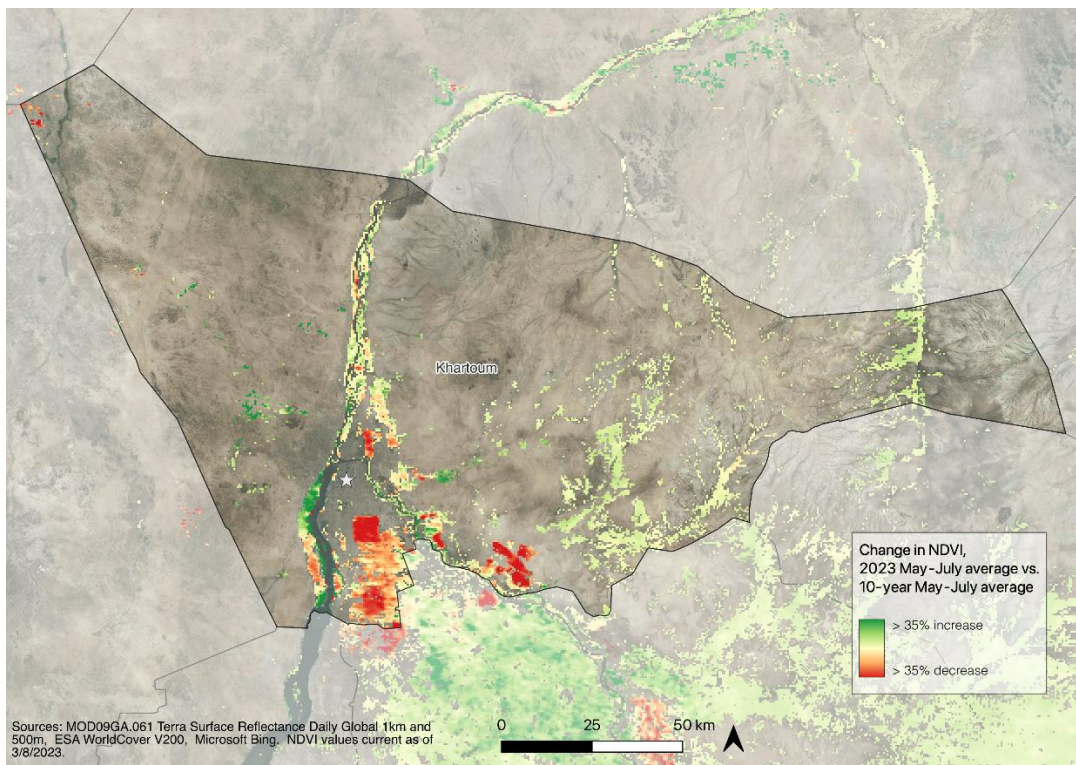 Khartoum
Change in NDVI,
2023 May-July average vs.
10-year May-July average
> 35% increase
> 35% decrease
Sources: MOD09GA.061 Terra Surface Reflectance Daily Global 1km and
500m, ESA WorldCover V200, Microsoft Bing. NDVI values current as of
3/8/2023.
0 25 50 km